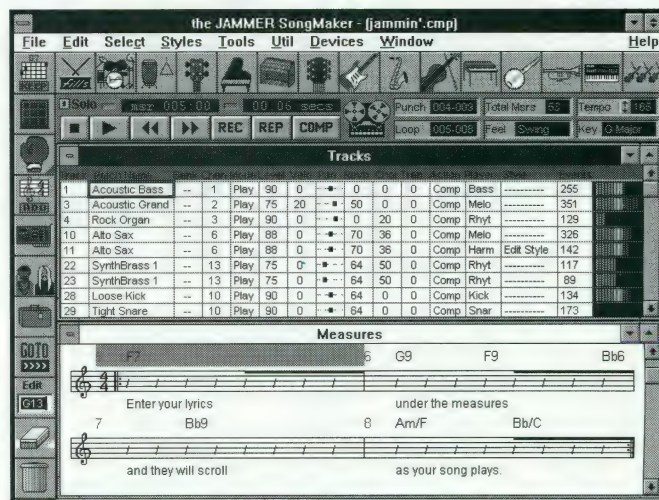 the JAMMER SongMaker - (jammin'.cmp)
File Edit Select Styles Tools Util Devices Window Help
KEEP fills
Solo msr 005:00 00.06 secs Punch 004-009 Total Msrs 53 Tempo 165
REC REP COMP Loop 005-008 Feel Swing Key G Major
Tracks
1 Acoustic Bass -- 1 Play 90 0 0 0 0 Comp Bass ---------- 255
3 Acoustic Grand -- 2 Play 75 20 50 0 0 Comp Melo ---------- 351
4 Rock Organ -- 3 Play 90 0 0 20 0 Comp Rhyt ---------- 129
10 Alto Sax -- 6 Play 88 0 70 36 0 Comp Melo ---------- 326
11 Alto Sax -- 6 Play 88 0 70 36 0 Comp Harm Edit Style 142
22 SynthBrass 1 -- 13 Play 75 0 64 50 0 Comp Rhyt ---------- 117
23 SynthBrass 1 -- 13 Play 75 0 64 50 0 Comp Rhyt ---------- 89
28 Loose Kick -- 10 Play 90 0 64 0 0 Comp Kick ---------- 134
29 Tight Snare -- 10 Play 90 0 64 0 0 Comp Snar ---------- 173
Measures
GOTO
Edit
G13
F7 6 G9 F9 Bb6
4
4
Enter your lyrics under the measures
7 Bb9 8 Am/F Bb/C
and they will scroll as your song plays.